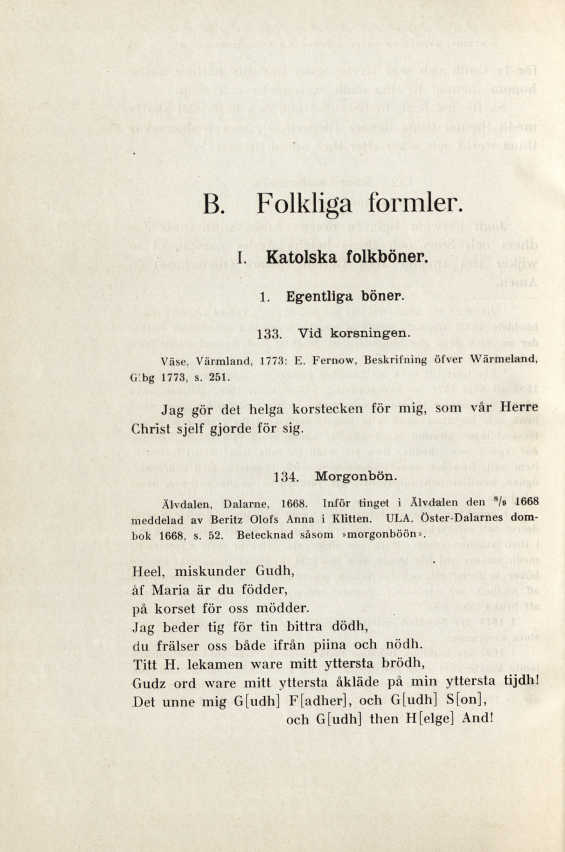 B. Folkliga formler.
I. Katolska folkböner.
1. Egentliga böner.
133. Vid korsningen.
Väse, Värmland, 1773: E. Fernow, Beskrifning öfver Wärmeland,
G:bg 1773, s. 251.
Jag gör det helga korstecken för mig, som vår Herre
Christ sjelf gjorde för sig.
134. Morgonbön.
Älvdalen, Dalarne, 1668. Inför tinget i Älvdalen den 8/9 1668
meddelad av Beritz Olofs Anna i Klitten. ULA, Öster-Dalarnes dom-
bok 1668, s. 52. Betecknad såsom »morgonböön».
Heel, miskunder Gudh,
åf Maria är du födder,
på korset för oss mödder.
Jag beder tig för tin bittra dödh,
du frälser oss både ifrån piina och nödh.
Titt H. lekamen ware mitt yttersta brödh,
Gudz ord ware mitt yttersta åkläde på min yttersta tijdh!
Det unne mig G[udh] F[adher], och G[udh] S[on],
och G[udh] then H[elge] And!